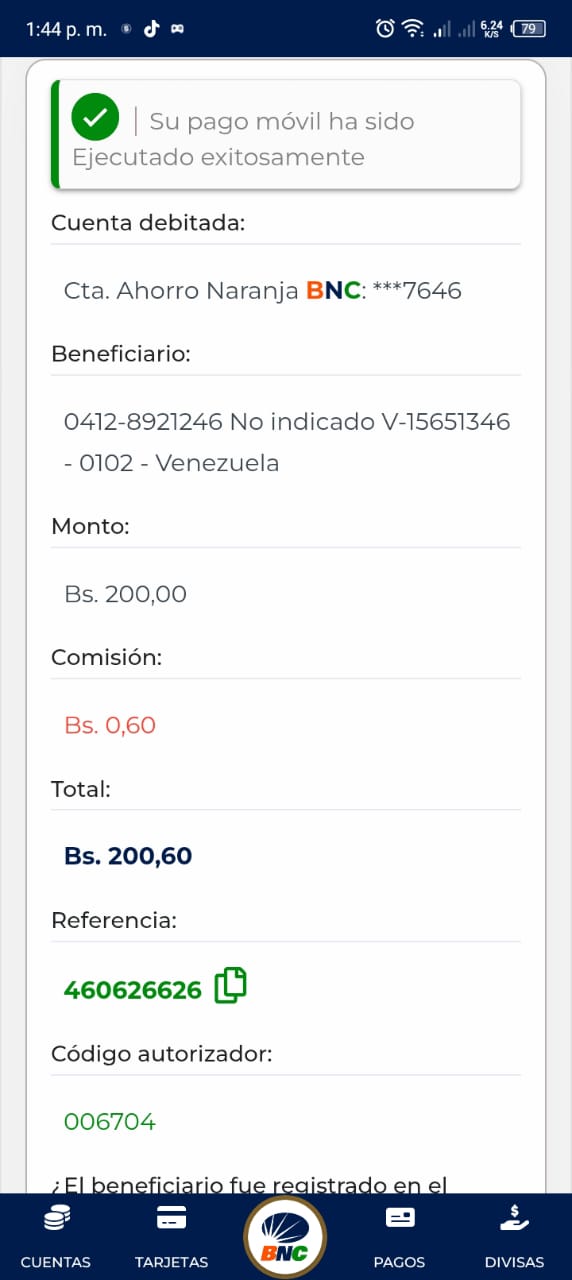 1:44 p. m.
6.24
K/S
79
Su pago móvil ha sido
Ejecutado exitosamente
Cuenta debitada:
Cta. Ahorro Naranja BNC: ***7646
Beneficiario:
0412-8921246 No indicado V-15651346
- 0102 - Venezuela
Monto:
Bs. 200,00
Comisión:
Bs. 0,60
Total:
Bs. 200,60
Referencia:
460626626
Código autorizador:
006704
¿El beneficiario fue registrado en el
CUENTAS
TARJETAS
BNC
PAGOS
DIVISAS